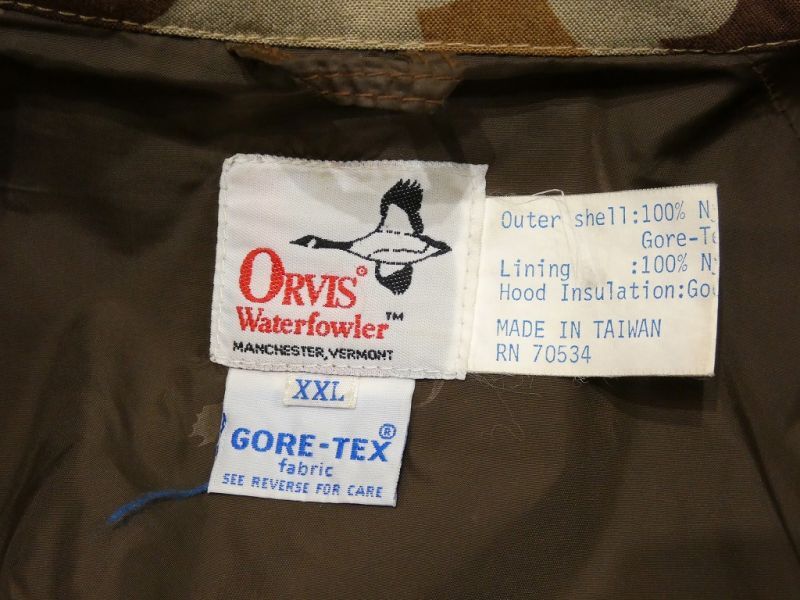 ORVIS®
Waterfowler™
MANCHESTER, VERMONT
XXL
GORE-TEX®
fabric
SEE REVERSE FOR CARE
Outer shell:100% N
Gore-Te
Lining :100% N
Hood Insulation:Go
MADE IN TAIWAN
RN 70534